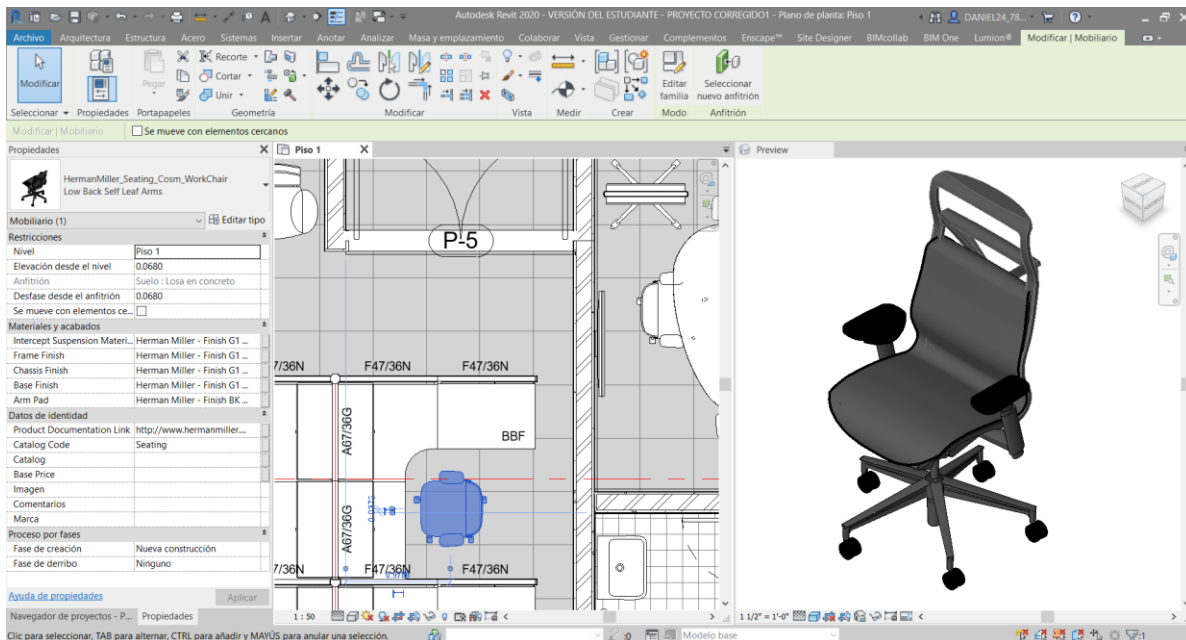 Autodesk Revit 2020 - VERSIÓN DEL ESTUDIANTE - PROYECTO CORREGIDO1 - Plano de planta: Piso 1
DANIEL24_78...
Archivo Arquitectura Estructura Acero Sistemas Insertar Anotar Analizar Masa y emplazamiento Colaborar Vista Gestionar Complementos Enscape™ Site Designer BIMcollab BIM One Lumion® Modificar | Mobiliario
Modificar
Pegar
Recorte
Cortar
Unir
Editar familia
Seleccionar nuevo anfitrión
Seleccionar Propiedades Portapapeles Geometría Modificar Vista Medir Crear Modo Anfitrión
Modificar | Mobiliario Se mueve con elementos cercanos
Propiedades X
Piso 1 X
Preview
HermanMiller_Seating_Cosm_WorkChair
Low Back Self Leaf Arms
Mobiliario (1) Editar tipo
Restricciones
Nivel Piso 1
Elevación desde el nivel 0.0680
Anfitrión Suelo : Losa en concreto
Desfase desde el anfitrión 0.0680
Se mueve con elementos ce...
Materiales y acabados
Intercept Suspension Materi... Herman Miller - Finish G1 ...
Frame Finish Herman Miller - Finish G1 ...
Chassis Finish Herman Miller - Finish G1 ...
Base Finish Herman Miller - Finish G1 ...
Arm Pad Herman Miller - Finish BK ...
Datos de identidad
Product Documentation Link http://www.hermanmiller....
Catalog Code Seating
Catalog
Base Price
Imagen
Comentarios
Marca
Proceso por fases
Fase de creación Nueva construcción
Fase de derribo Ninguno
Ayuda de propiedades Aplicar
Navegador de proyectos - P... Propiedades
P-5
7/36N F47/36N F47/36N
A67/36G
BBF
A67/36G
7/36N F47/36N F47/36N
1 : 50
1 1/2" = 1'-0"
Clic para seleccionar, TAB para alternar, CTRL para añadir y MAYÚS para anular una selección.
:0
Modelo base
:1